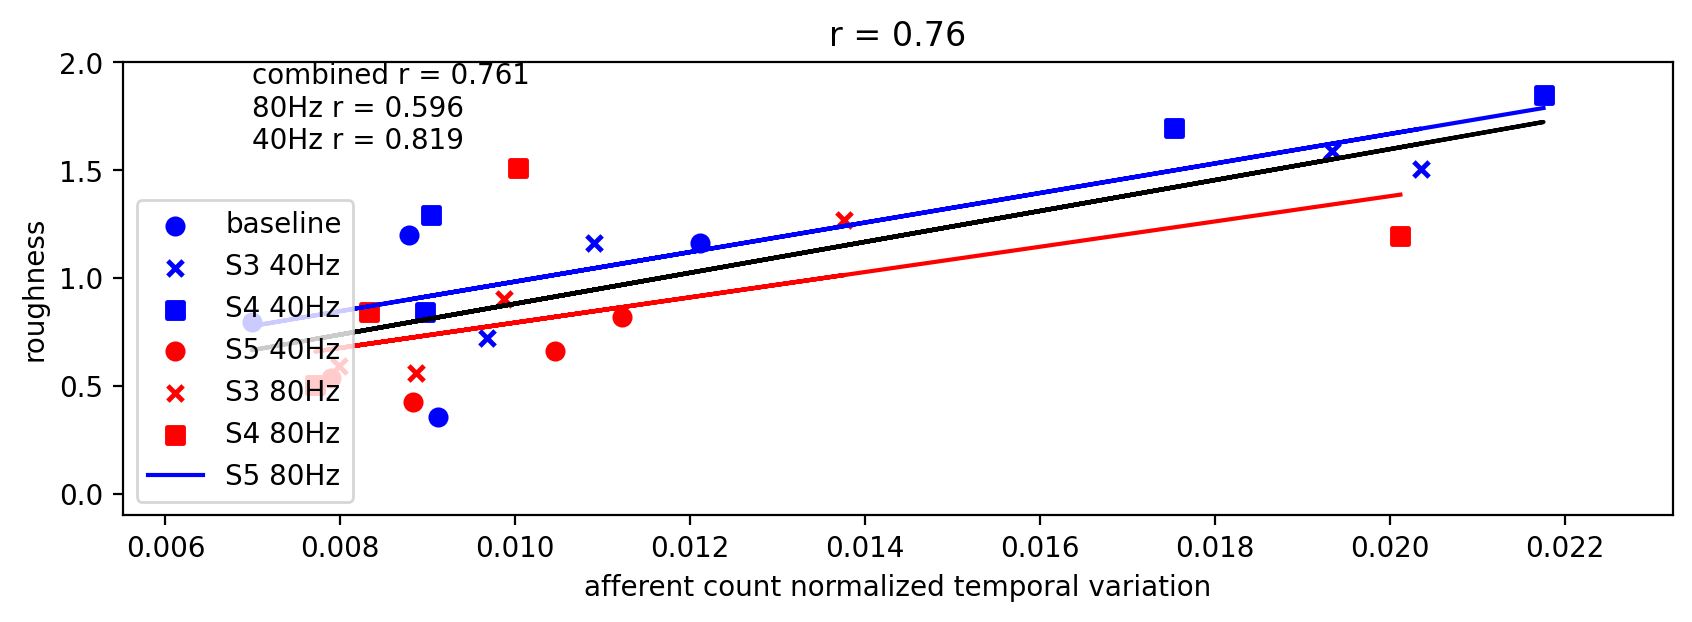 r = 0.76
combined r = 0.761
80Hz r = 0.596
40Hz r = 0.819
2.0
1.5
1.0
0.5
0.0
roughness
baseline
S3 40Hz
S4 40Hz
S5 40Hz
S3 80Hz
S4 80Hz
S5 80Hz
0.006 0.008 0.010 0.012 0.014 0.016 0.018 0.020 0.022
afferent count normalized temporal variation